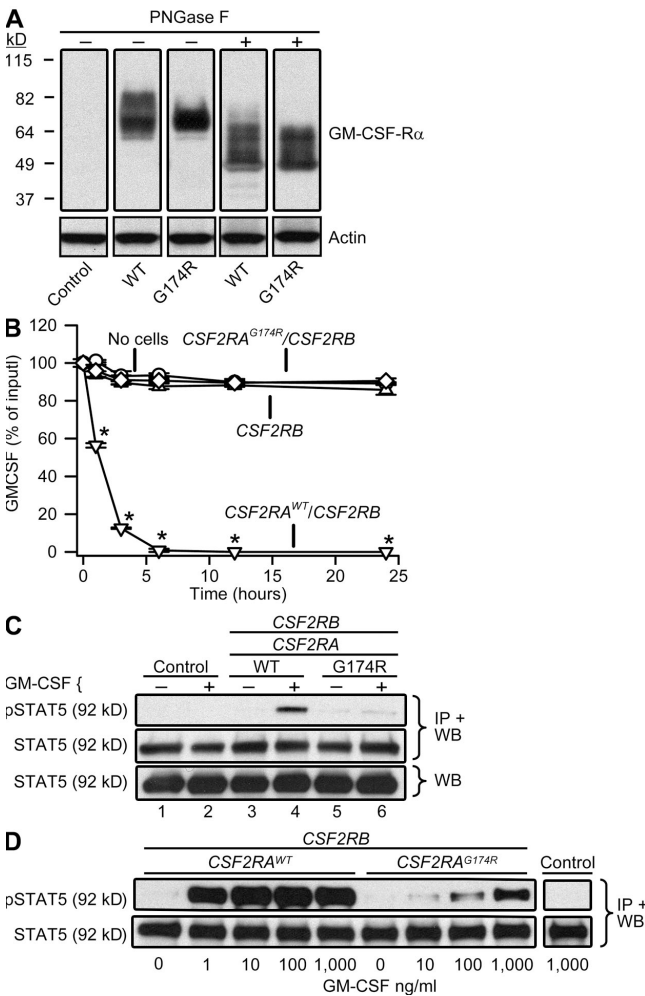 A
PNGase F
kD
– – – + +
115
82
64
49
37
GM-CSF-Rα
Actin
Control WT G174R WT G174R
B
120
100
80
60
40
20
0
GMCSF (% of inputl)
No cells CSF2RA^G174R/CSF2RB
CSF2RB
CSF2RA^WT/CSF2RB
* * * * *
0 5 10 15 20 25
Time (hours)
C
CSF2RB
CSF2RA
Control WT G174R
GM-CSF { – + – + – +
pSTAT5 (92 kD)
STAT5 (92 kD)
IP +
WB
STAT5 (92 kD) WB
1 2 3 4 5 6
D
CSF2RB
CSF2RA^WT CSF2RA^G174R Control
pSTAT5 (92 kD)
STAT5 (92 kD)
IP +
WB
0 1 10 100 1,000 0 10 100 1,000 1,000
GM-CSF ng/ml